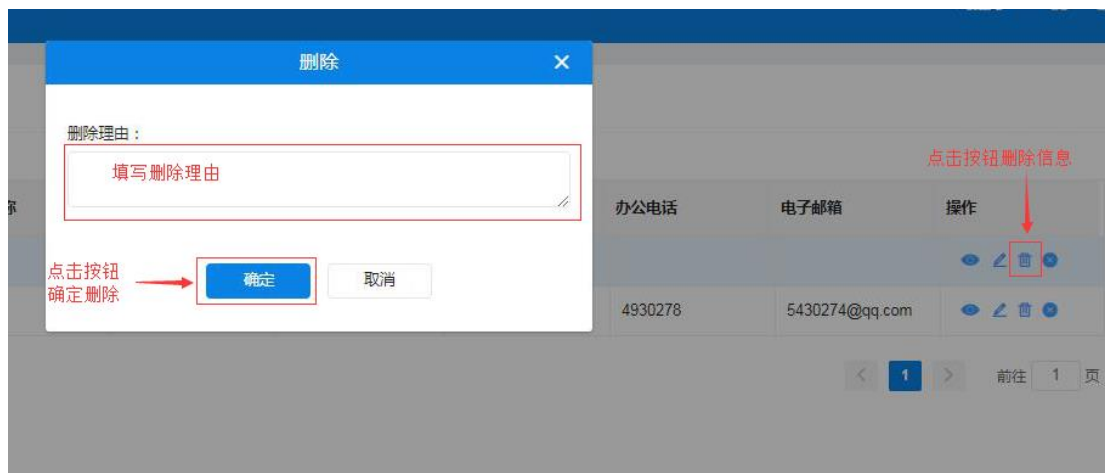 删除
删除理由：
填写删除理由
点击按钮删除信息
办公电话
电子邮箱
操作
点击按钮
确定删除
确定
取消
4930278
5430274@qq.com
1
前往
1
页